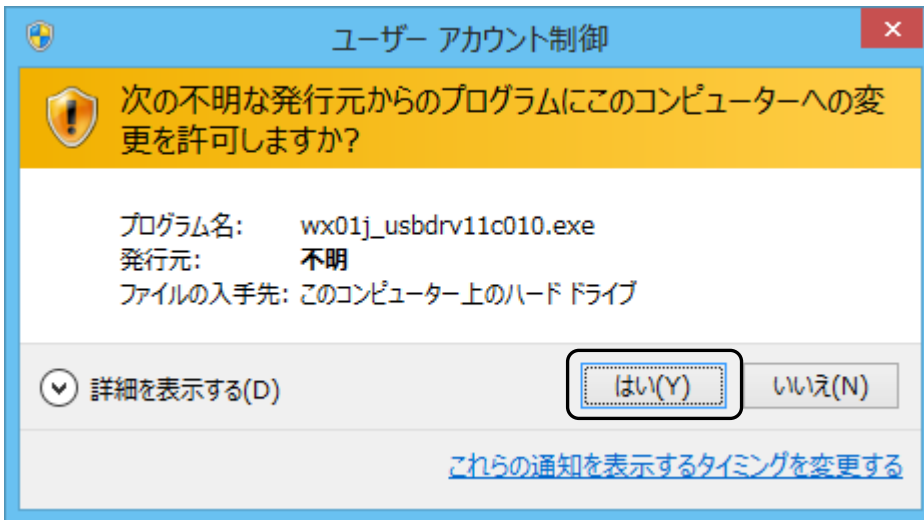 ユーザー アカウント制御
次の不明な発行元からのプログラムにこのコンピューターへの変
更を許可しますか?
プログラム名: wx01j_usbdrv11c010.exe
発行元: 不明
ファイルの入手先: このコンピューター上のハード ドライブ
詳細を表示する(D) はい(Y) いいえ(N)
これらの通知を表示するタイミングを変更する